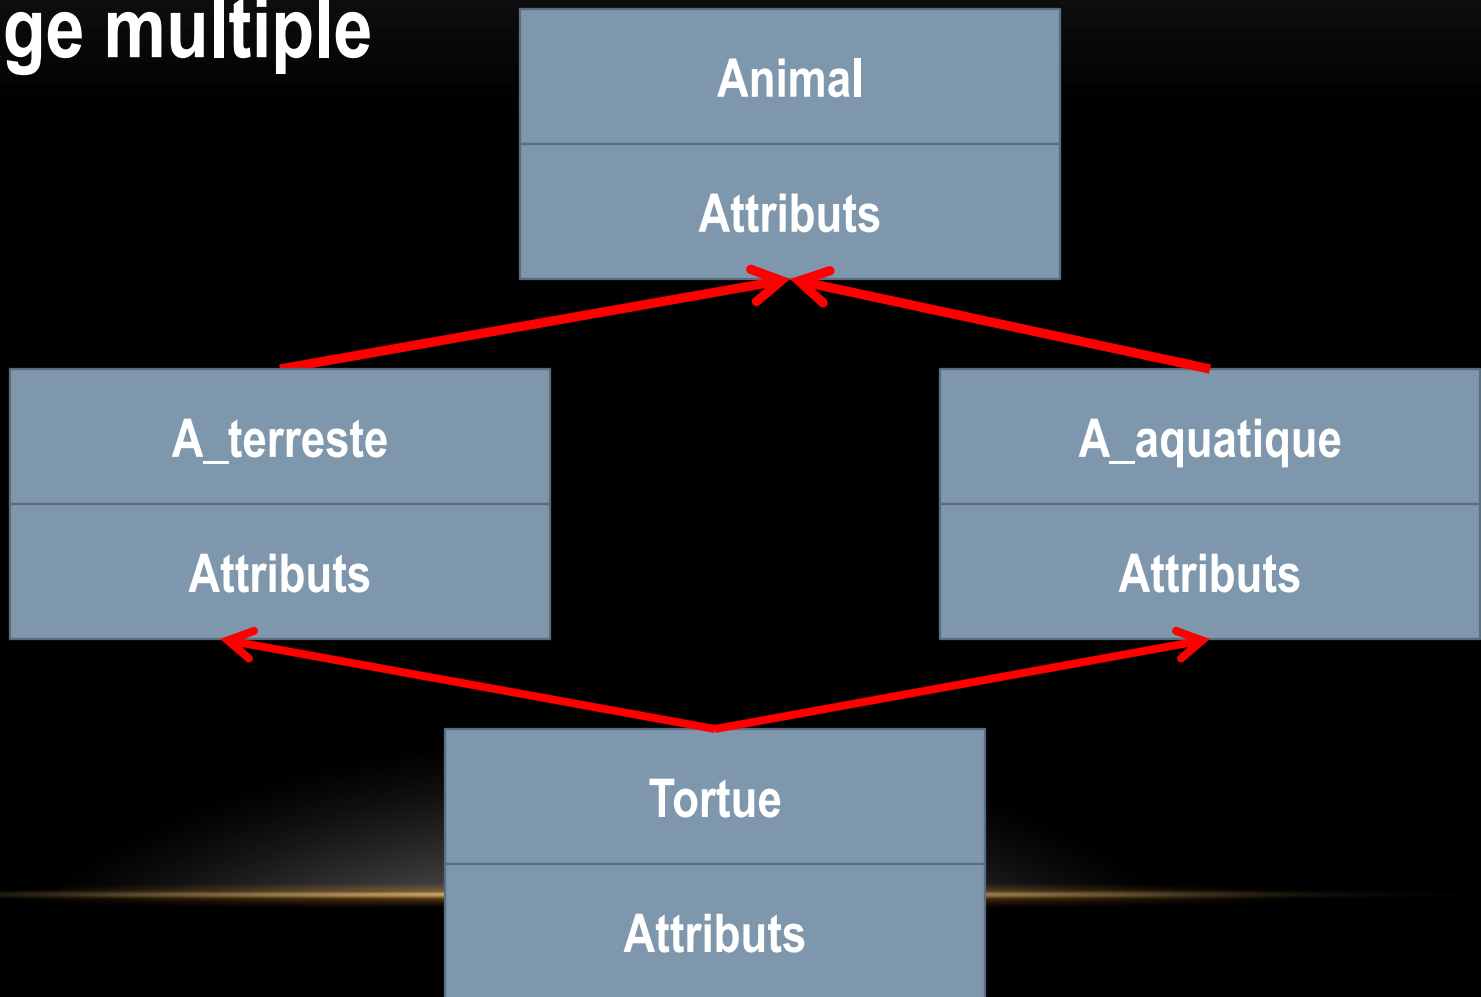 ge multiple
Animal
Attributs
A_terreste
A_aquatique
Attributs
Attributs
Tortue
Attributs